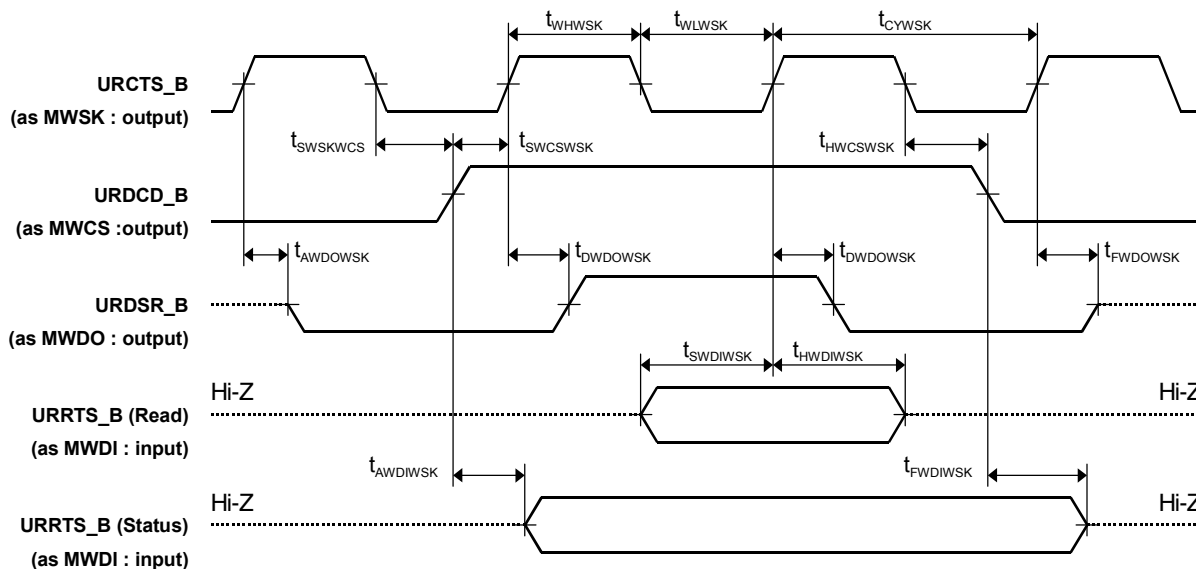 tWHWSK tWLWSK tCYWSK
URCTS_B
(as MWSK : output)
tSWSKWCS tSWCSWSK tHWCSWSK
URDCD_B
(as MWCS :output)
tAWDOWSK tDWDOWSK tDWDOWSK tFWDOWSK
URDSR_B
(as MWDO : output)
tSWDIWSK tHWDIWSK
Hi-Z Hi-Z
URRTS_B (Read)
(as MWDI : input)
tAWDIWSK tFWDIWSK
Hi-Z Hi-Z
URRTS_B (Status)
(as MWDI : input)